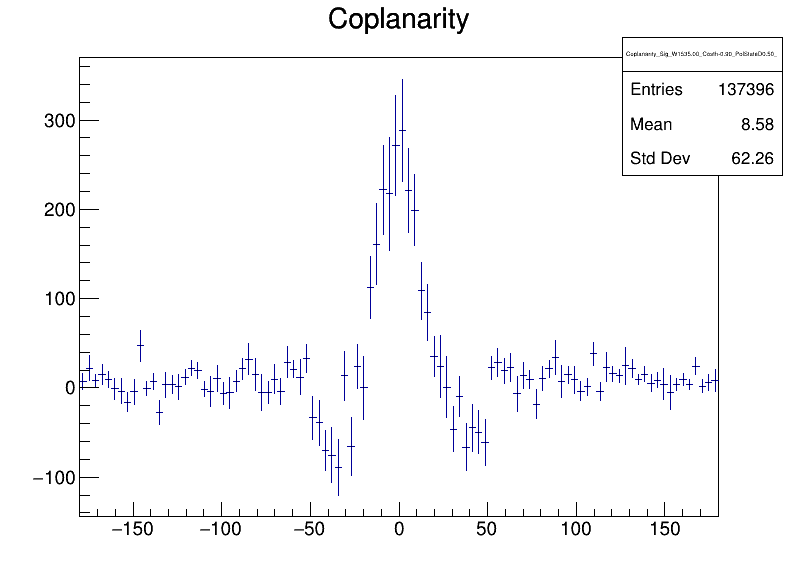 Coplanarity
Coplanarity_Sig_W1535.00_Costh-0.90_PolStateD0.50_
Entries 137396
Mean 8.58
Std Dev 62.26
300
200
100
0
−100
−150 −100 −50 0 50 100 150